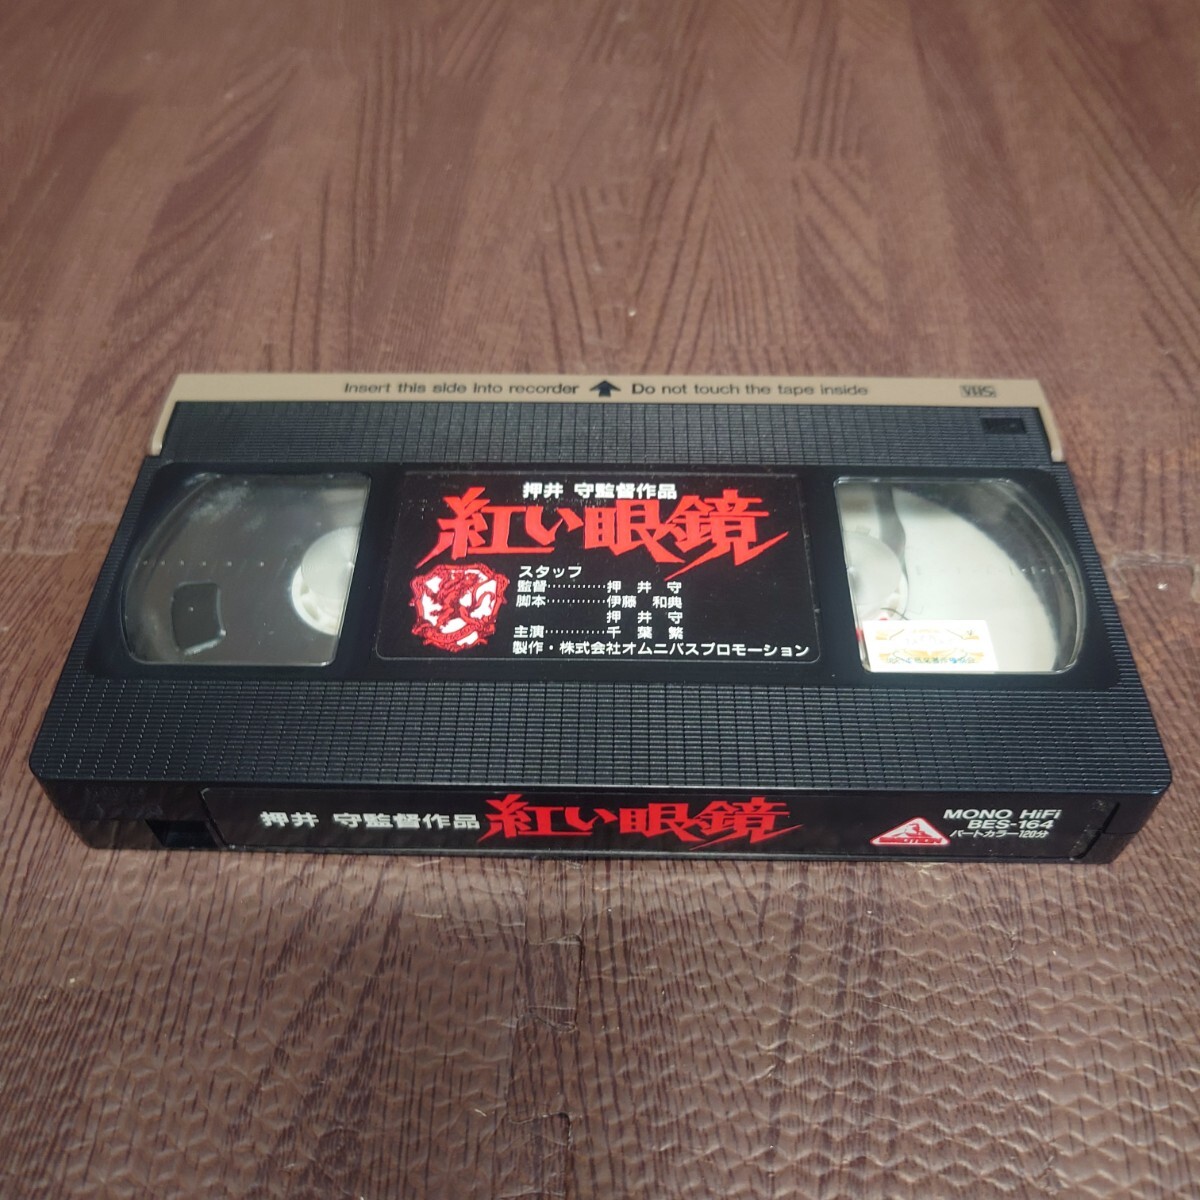 Insert this side into recorder Do not touch the tape inside VHS
押井 守監督作品
紅い眼鏡
スタッフ
監督…………押 井 守
脚本…………伊藤 和典
押 井 守
主演…………千 葉 繁
製作・株式会社オムニバスプロモーション
押井 守監督作品 紅い眼鏡
EMOTION
MONO HiFi
BES-164
パートカラー120分